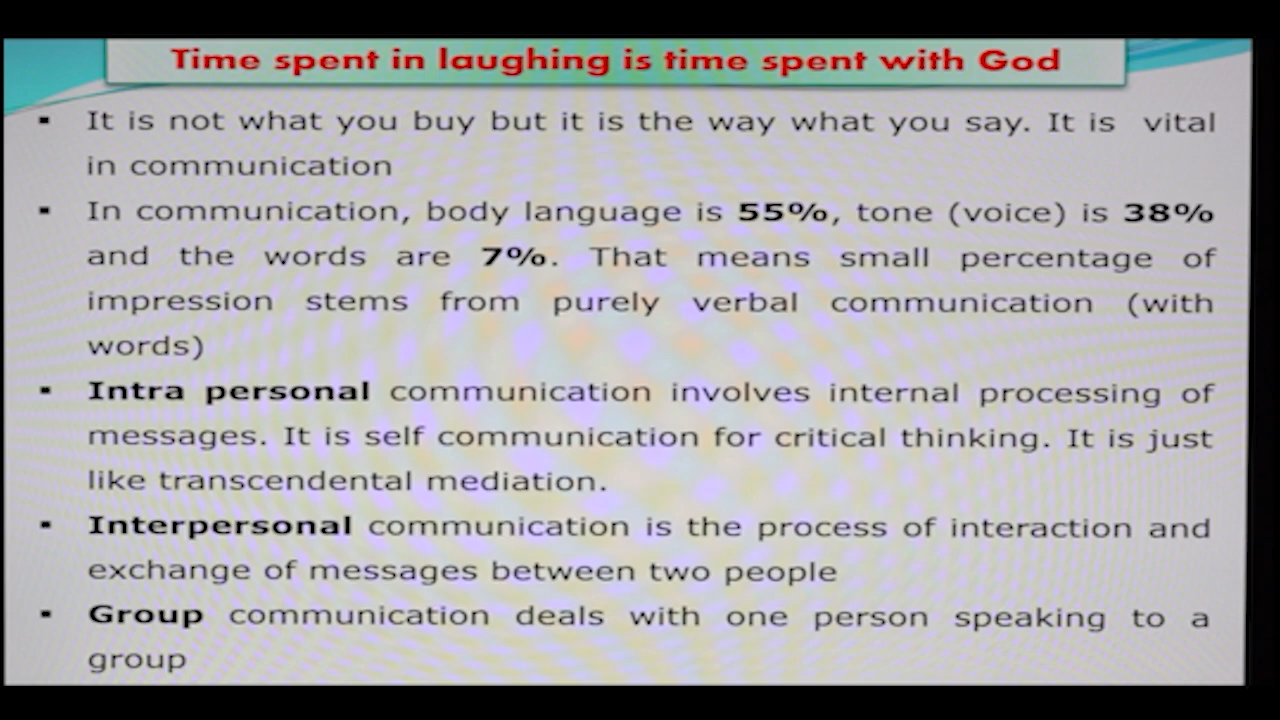 Time spent in laughing is time spent with God
▪ It is not what you buy but it is the way what you say. It is vital
in communication
▪ In communication, body language is 55%, tone (voice) is 38%
and the words are 7%. That means small percentage of
impression stems from purely verbal communication (with
words)
▪ Intra personal communication involves internal processing of
messages. It is self communication for critical thinking. It is just
like transcendental mediation.
▪ Interpersonal communication is the process of interaction and
exchange of messages between two people
▪ Group communication deals with one person speaking to a
group